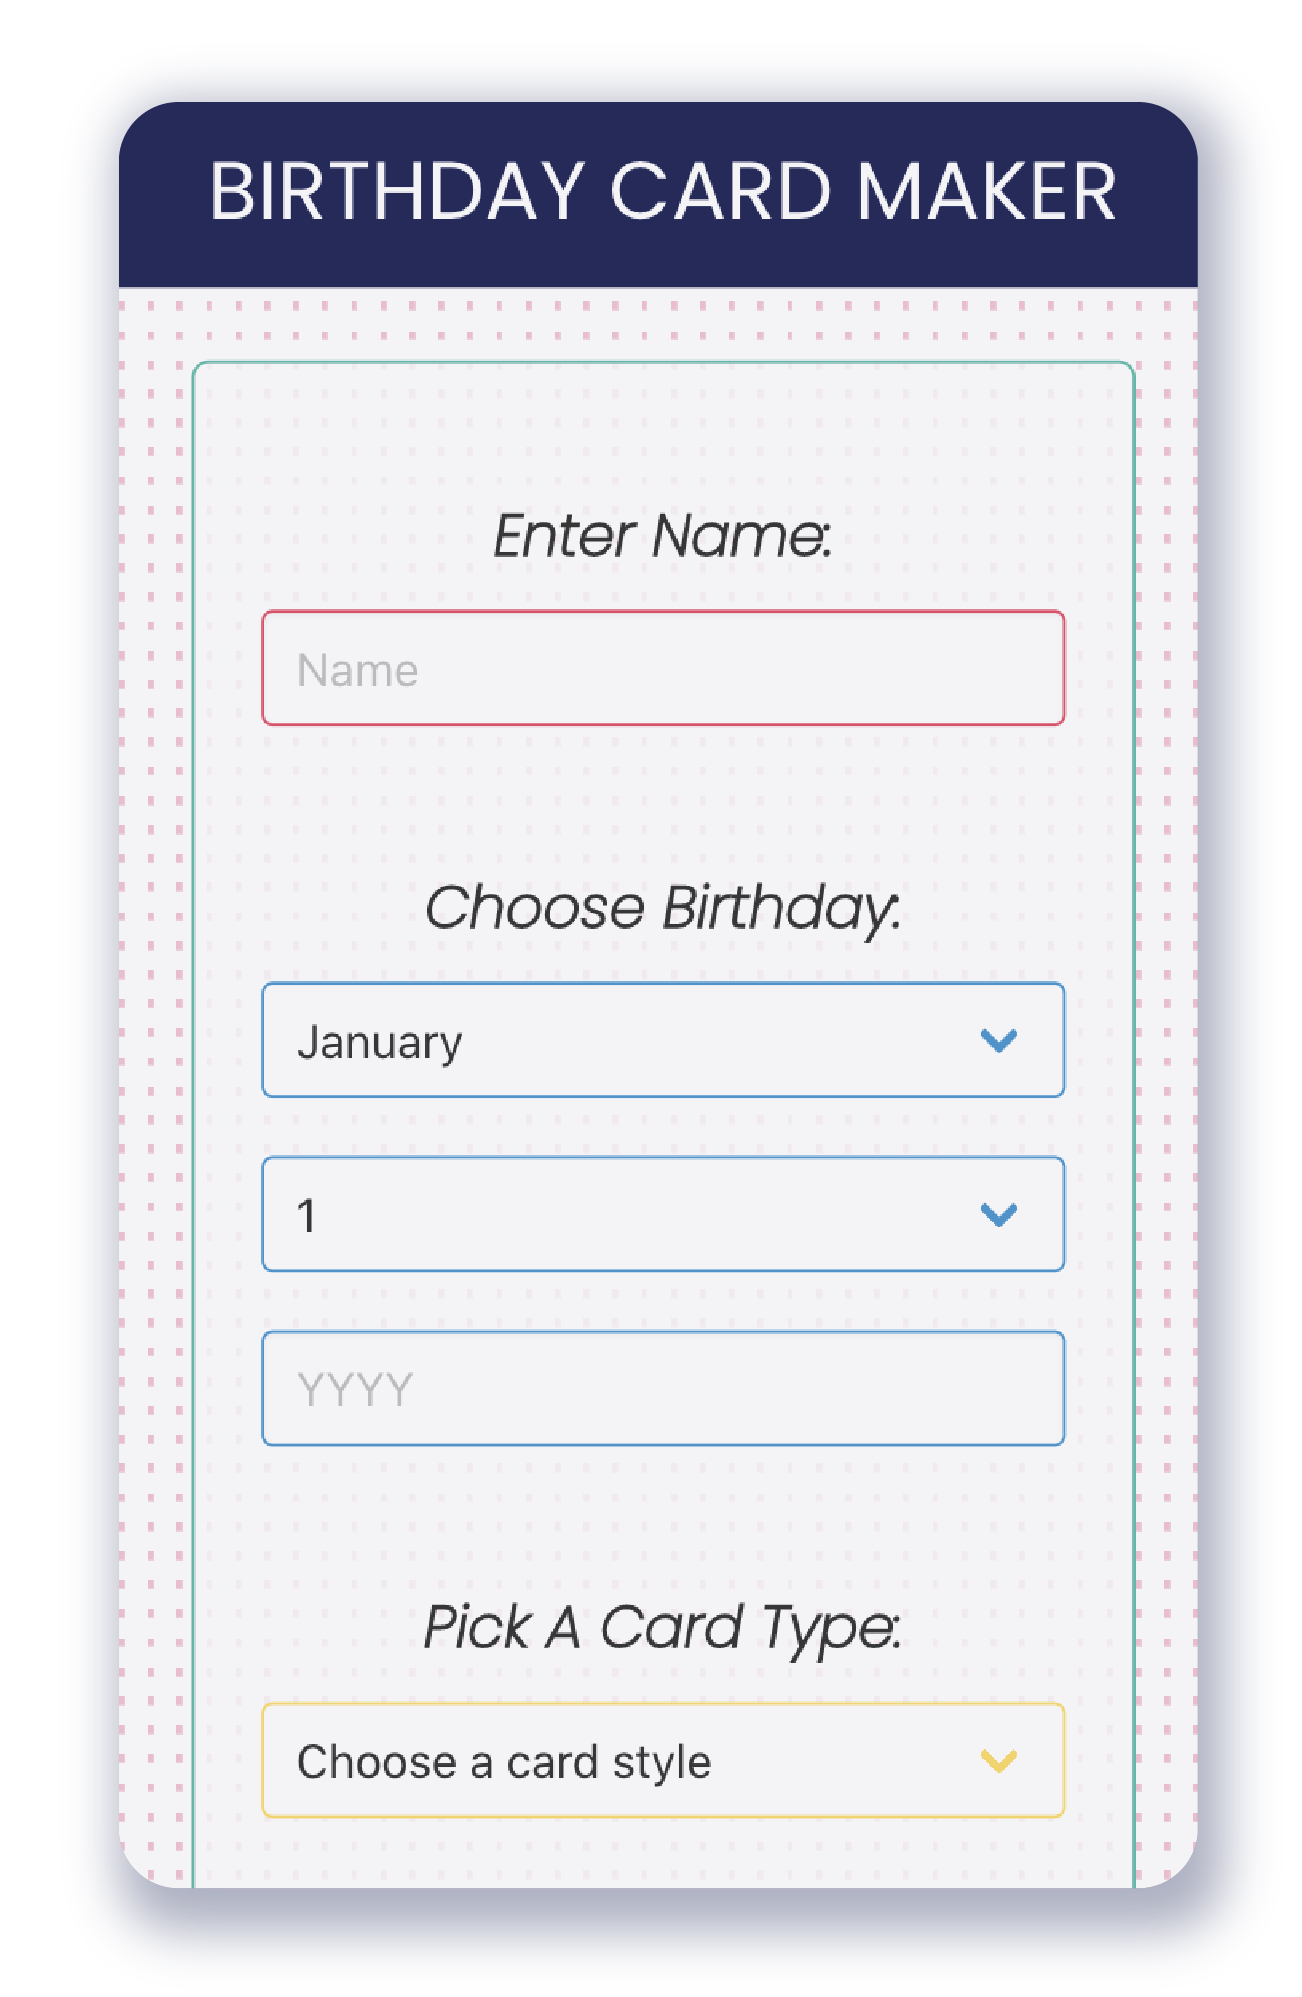 BIRTHDAY CARD MAKER
Enter Name:
Name
Choose Birthday:
January
1
YYYY
Pick A Card Type:
Choose a card style